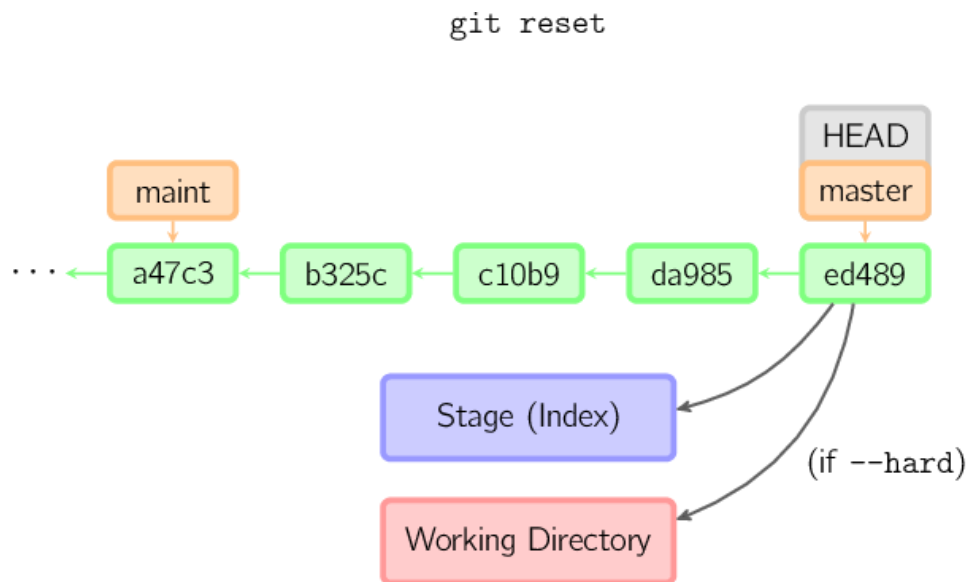 git reset
HEAD
maint
master
... a47c3 b325c c10b9 da985 ed489
Stage (Index)
(if --hard)
Working Directory